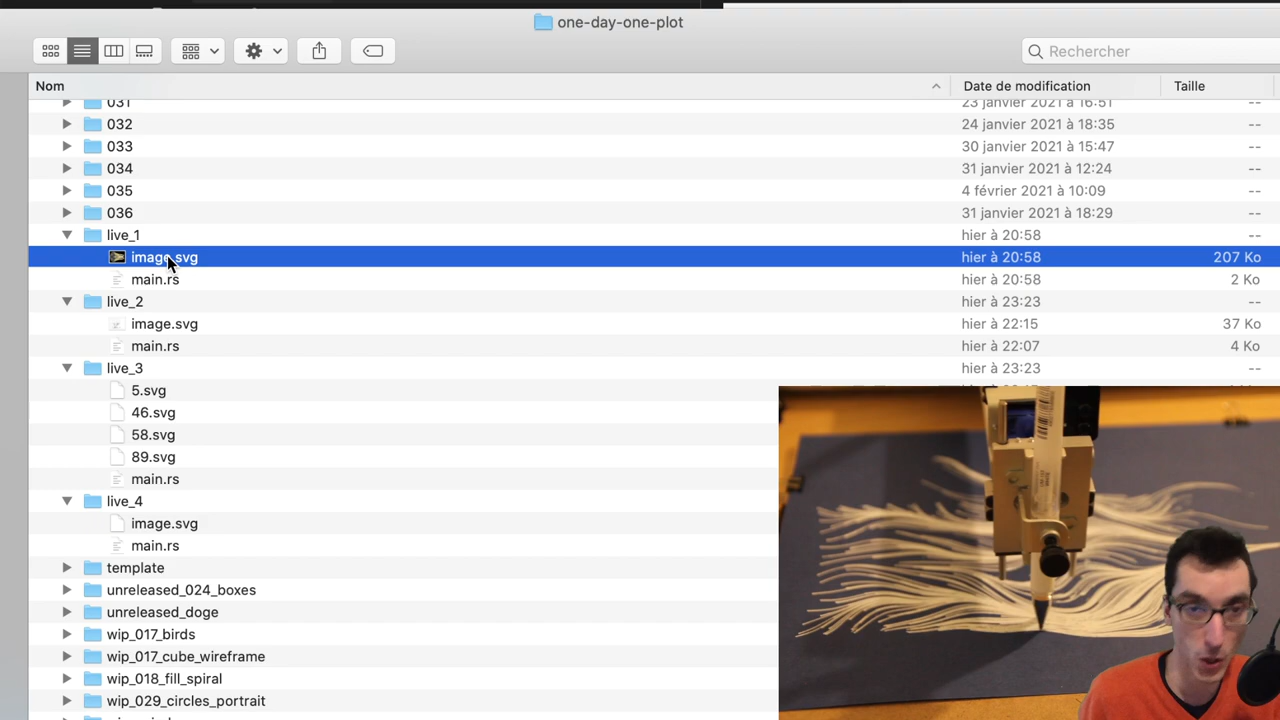 one-day-one-plot
Rechercher
Nom Date de modification Taille
031 23 janvier 2021 à 16:51 --
032 24 janvier 2021 à 18:35 --
033 30 janvier 2021 à 15:47 --
034 31 janvier 2021 à 12:24 --
035 4 février 2021 à 10:09 --
036 31 janvier 2021 à 18:29 --
live_1 hier à 20:58 --
image.svg hier à 20:58 207 Ko
main.rs hier à 20:58 2 Ko
live_2 hier à 23:23 --
image.svg hier à 22:15 37 Ko
main.rs hier à 22:07 4 Ko
live_3 hier à 23:23 --
5.svg
46.svg
58.svg
89.svg
main.rs
live_4
image.svg
main.rs
template
unreleased_024_boxes
unreleased_doge
wip_017_birds
wip_017_cube_wireframe
wip_018_fill_spiral
wip_029_circles_portrait